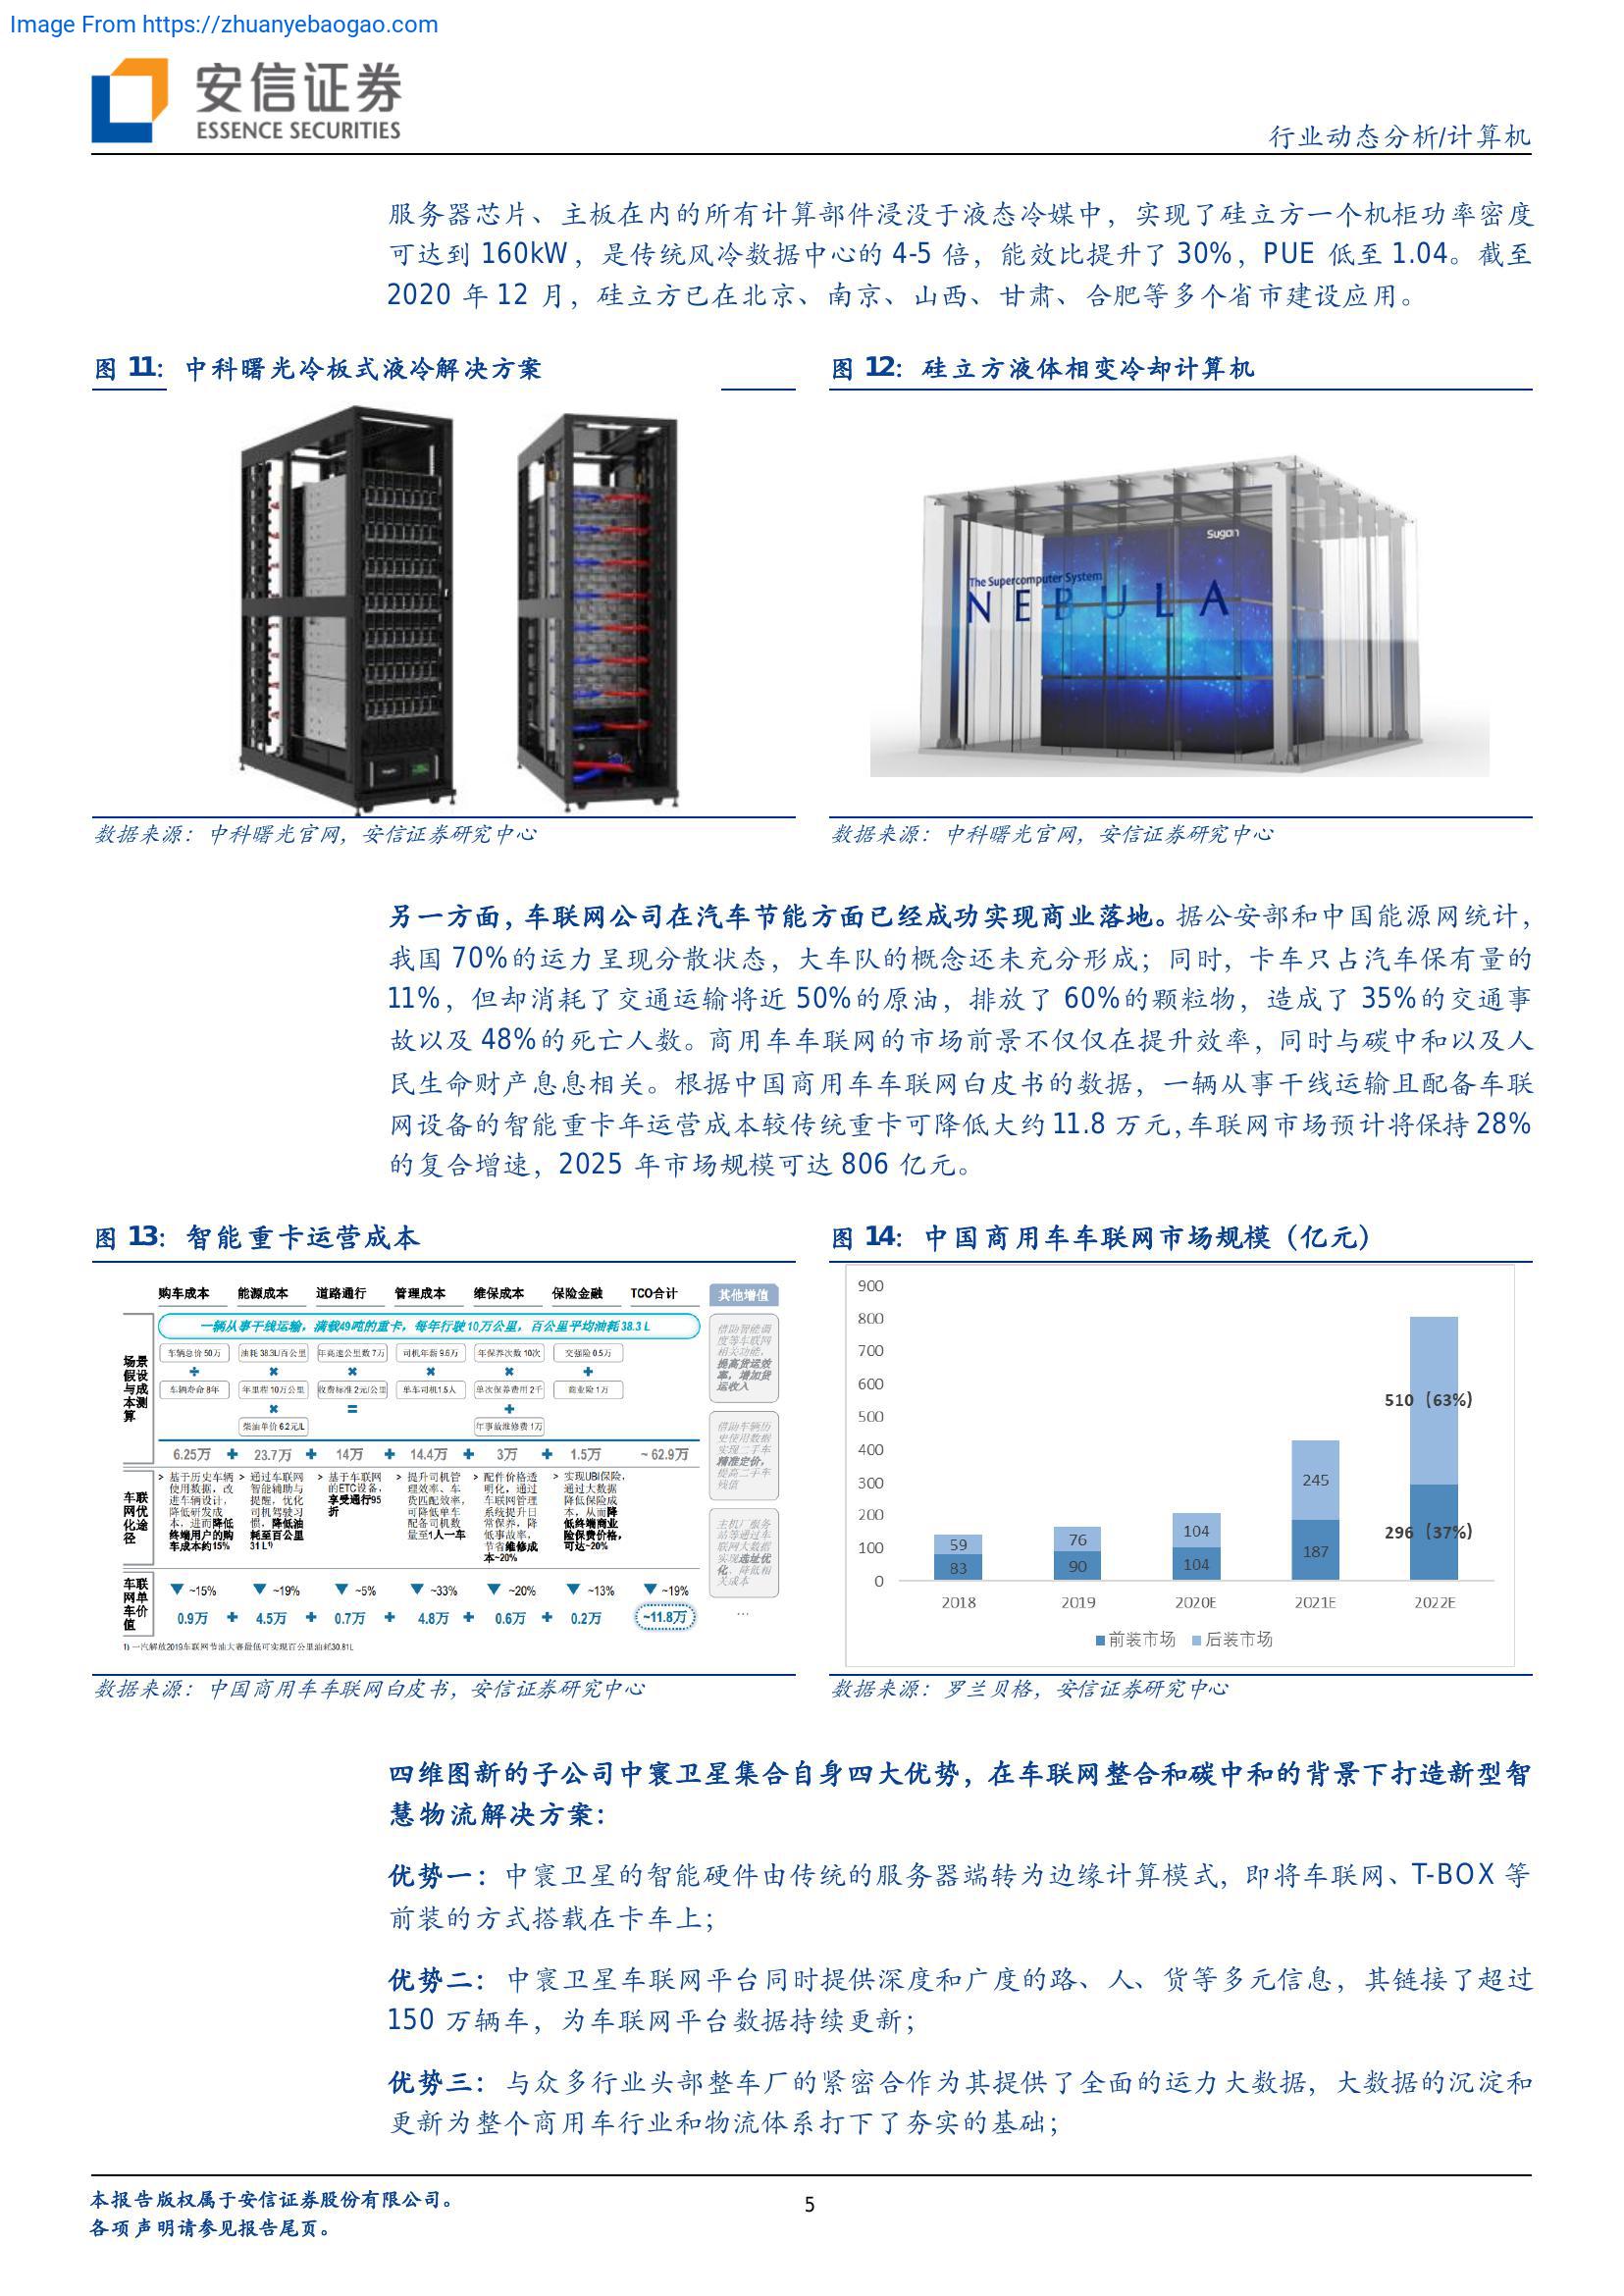 Image From https://zhuanyebaogao.com
安信证券
ESSENCE SECURITIES
行业动态分析/计算机
服务器芯片、主板在内的所有计算部件浸没于液态冷媒中，实现了硅立方一个机柜功率密度
可达到 160kW，是传统风冷数据中心的 4-5 倍，能效比提升了 30%，PUE 低至 1.04。截至
2020 年 12 月，硅立方已在北京、南京、山西、甘肃、合肥等多个省市建设应用。
图 11：中科曙光冷板式液冷解决方案
图 12：硅立方液体相变冷却计算机
Sugon
The Supercomputer System
NEBULA
数据来源：中科曙光官网，安信证券研究中心
数据来源：中科曙光官网，安信证券研究中心
另一方面，车联网公司在汽车节能方面已经成功实现商业落地。据公安部和中国能源网统计，
我国 70%的运力呈现分散状态，大车队的概念还未充分形成；同时，卡车只占汽车保有量的
11%，但却消耗了交通运输将近 50%的原油，排放了 60%的颗粒物，造成了 35%的交通事
故以及 48%的死亡人数。商用车车联网的市场前景不仅仅在提升效率，同时与碳中和以及人
民生命财产息息相关。根据中国商用车车联网白皮书的数据，一辆从事干线运输且配备车联
网设备的智能重卡年运营成本较传统重卡可降低大约 11.8 万元，车联网市场预计将保持 28%
的复合增速，2025 年市场规模可达 806 亿元。
图 13：智能重卡运营成本
购车成本 能源成本 道路通行 管理成本 维保成本 保险金融 TCO合计 其他增值
一辆从事干线运输，满载49吨的重卡，每年行驶10万公里，百公里平均油耗38.3 L
场景假设与成本测算
车辆总价 50万 油耗 38.3L/百公里 年高速公里数 7万 司机年薪 9.6万 年保养次数 10次 交强险 0.5万
+ × × × × +
车辆寿命 8年 年里程 10万公里 收费标准 2元/公里 单车司机1.5人 单次保养费用 2千 商业险 1万
× = +
柴油单价 6.2元/L 年事故维修费 1万
6.25万 + 23.7万 + 14万 + 14.4万 + 3万 + 1.5万 ~ 62.9万
车联网优化途径
> 基于历史车辆
使用数据，改
进车辆设计，
降低研发成
本，进而降低
终端用户的购
车成本约15%
> 通过车联网
智能辅助与
提醒，优化
司机驾驶习
惯，降低油
耗至百公里
31 L¹⁾
> 基于车联网
的ETC设备，
享受通行95
折
> 提升司机管
理效率、车
货匹配效率，
可降低单车
配备司机数
量至1人一车
> 配件价格透
明化，通过
车联网管理
系统提升日
常保养，降
低事故率，
节省维修成
本~20%
> 实现UBI保险，
通过大数据
降低保险成
本，从而降
低终端商业
险保费价格，
可达~20%
车联网单车价值
~15% ~19% ~5% ~33% ~20% ~13% ~19%
0.9万 + 4.5万 + 0.7万 + 4.8万 + 0.6万 + 0.2万 ~11.8万
借助智能调
度等车联网
相关功能，
提高货运效
率，增加货
运收入
借助车辆历
史使用数据
实现二手车
精准定价，
提高二手车
残值
主机厂服务
站等通过车
联网大数据
实现选址优
化，降低相
关成本
…
1) 一汽解放2019车联网节油大赛最低可实现百公里油耗30.81L
数据来源：中国商用车车联网白皮书，安信证券研究中心
图 14：中国商用车车联网市场规模（亿元）
900
800
700
600
500
400
300
200
100
0
59
83
76
90
104
104
245
187
510（63%）
296（37%）
2018 2019 2020E 2021E 2022E
前装市场 后装市场
数据来源：罗兰贝格，安信证券研究中心
四维图新的子公司中寰卫星集合自身四大优势，在车联网整合和碳中和的背景下打造新型智
慧物流解决方案：
优势一：中寰卫星的智能硬件由传统的服务器端转为边缘计算模式，即将车联网、T-BOX 等
前装的方式搭载在卡车上；
优势二：中寰卫星车联网平台同时提供深度和广度的路、人、货等多元信息，其链接了超过
150 万辆车，为车联网平台数据持续更新；
优势三：与众多行业头部整车厂的紧密合作为其提供了全面的运力大数据，大数据的沉淀和
更新为整个商用车行业和物流体系打下了夯实的基础；
本报告版权属于安信证券股份有限公司。
各项声明请参见报告尾页。
5